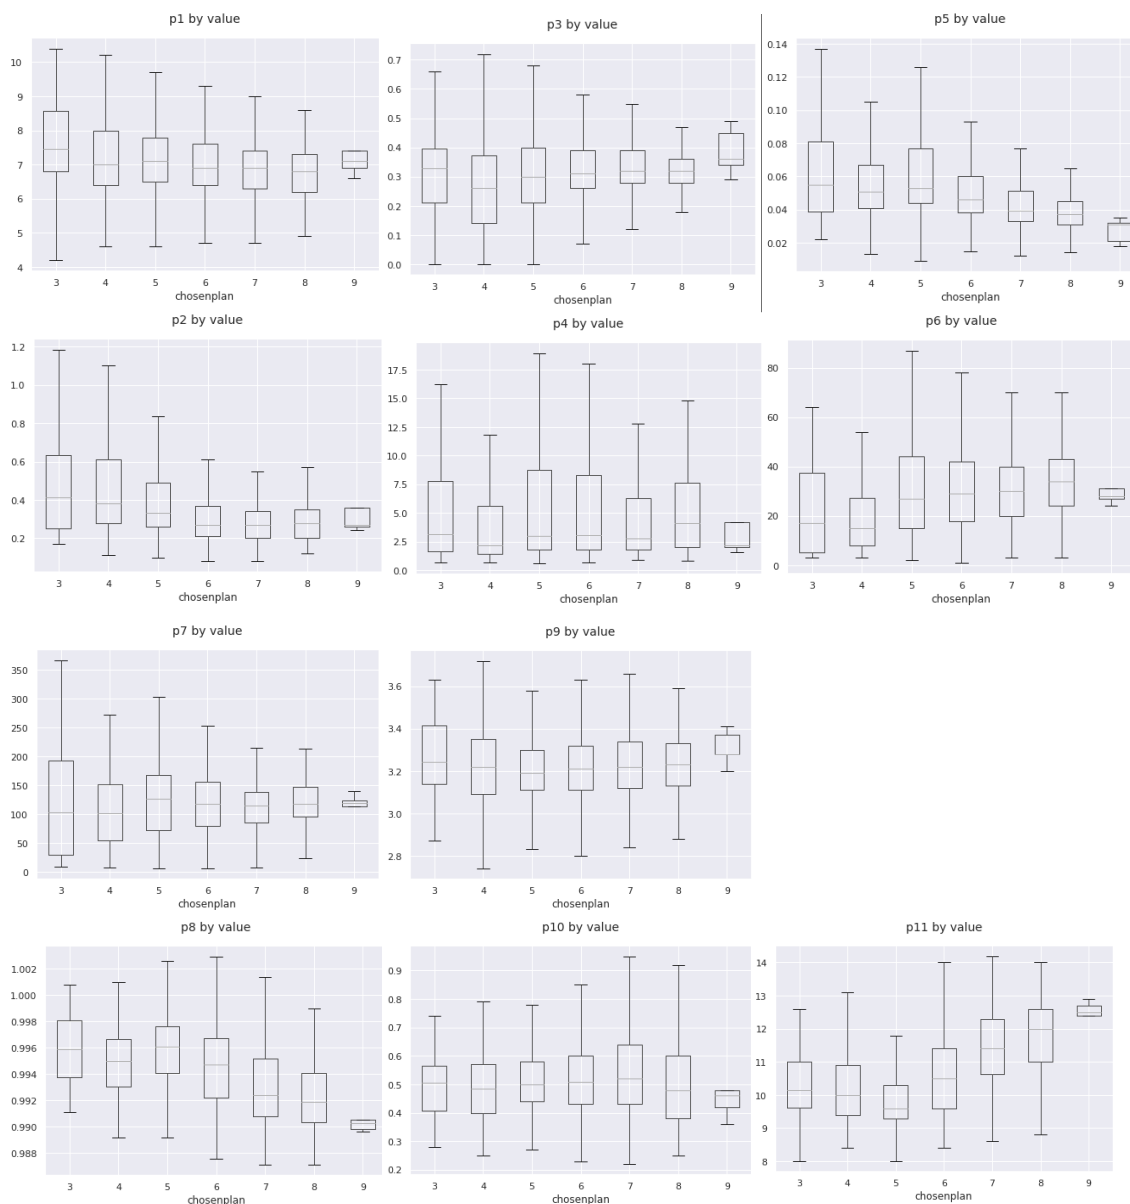 p1 by value
10
9
8
7
6
5
4
3 4 5 6 7 8 9
chosenplan
p3 by value
0.7
0.6
0.5
0.4
0.3
0.2
0.1
0.0
3 4 5 6 7 8 9
chosenplan
p5 by value
0.14
0.12
0.10
0.08
0.06
0.04
0.02
3 4 5 6 7 8 9
chosenplan
p2 by value
1.2
1.0
0.8
0.6
0.4
0.2
3 4 5 6 7 8 9
chosenplan
p4 by value
17.5
15.0
12.5
10.0
7.5
5.0
2.5
0.0
3 4 5 6 7 8 9
chosenplan
p6 by value
80
60
40
20
0
3 4 5 6 7 8 9
chosenplan
p7 by value
350
300
250
200
150
100
50
0
3 4 5 6 7 8 9
chosenplan
p9 by value
3.6
3.4
3.2
3.0
2.8
3 4 5 6 7 8 9
chosenplan
p8 by value
1.002
1.000
0.998
0.996
0.994
0.992
0.990
0.988
3 4 5 6 7 8 9
chosenplan
p10 by value
0.9
0.8
0.7
0.6
0.5
0.4
0.3
0.2
3 4 5 6 7 8 9
chosenplan
p11 by value
14
13
12
11
10
9
8
3 4 5 6 7 8 9
chosenplan